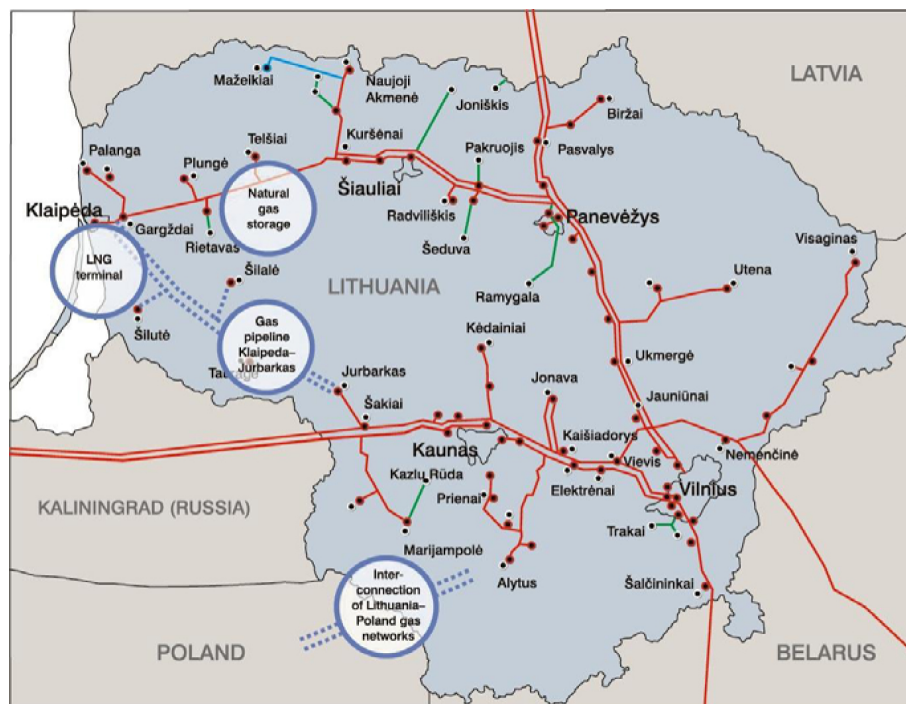 LATVIA
Mažeikiai
Naujoji
Akmenė
Joniškis
Biržai
Palanga
Telšiai
Kuršėnai
Pakruojis
Pasvalys
Plungė
Šiauliai
Klaipėda
Natural
gas
storage
Radviliškis
Panevėžys
Gargždai
Rietavas
Šeduva
Visaginas
LNG
terminal
Šilalė
LITHUANIA
Ramygala
Utena
Šilutė
Gas
pipeline
Klaipeda–
Jurbarkas
Kėdainiai
Tauragė
Ukmergė
Jurbarkas
Jonava
Jauniūnai
Šakiai
Kaišiadorys
Kaunas
Vievis
Nemenčinė
Kazlų Rūda
Elektrėnai
Vilnius
KALININGRAD (RUSSIA)
Prienai
Trakai
Marijampolė
Alytus
Šalčininkai
Inter-
connection
of Lithuania–
Poland gas
networks
POLAND
BELARUS